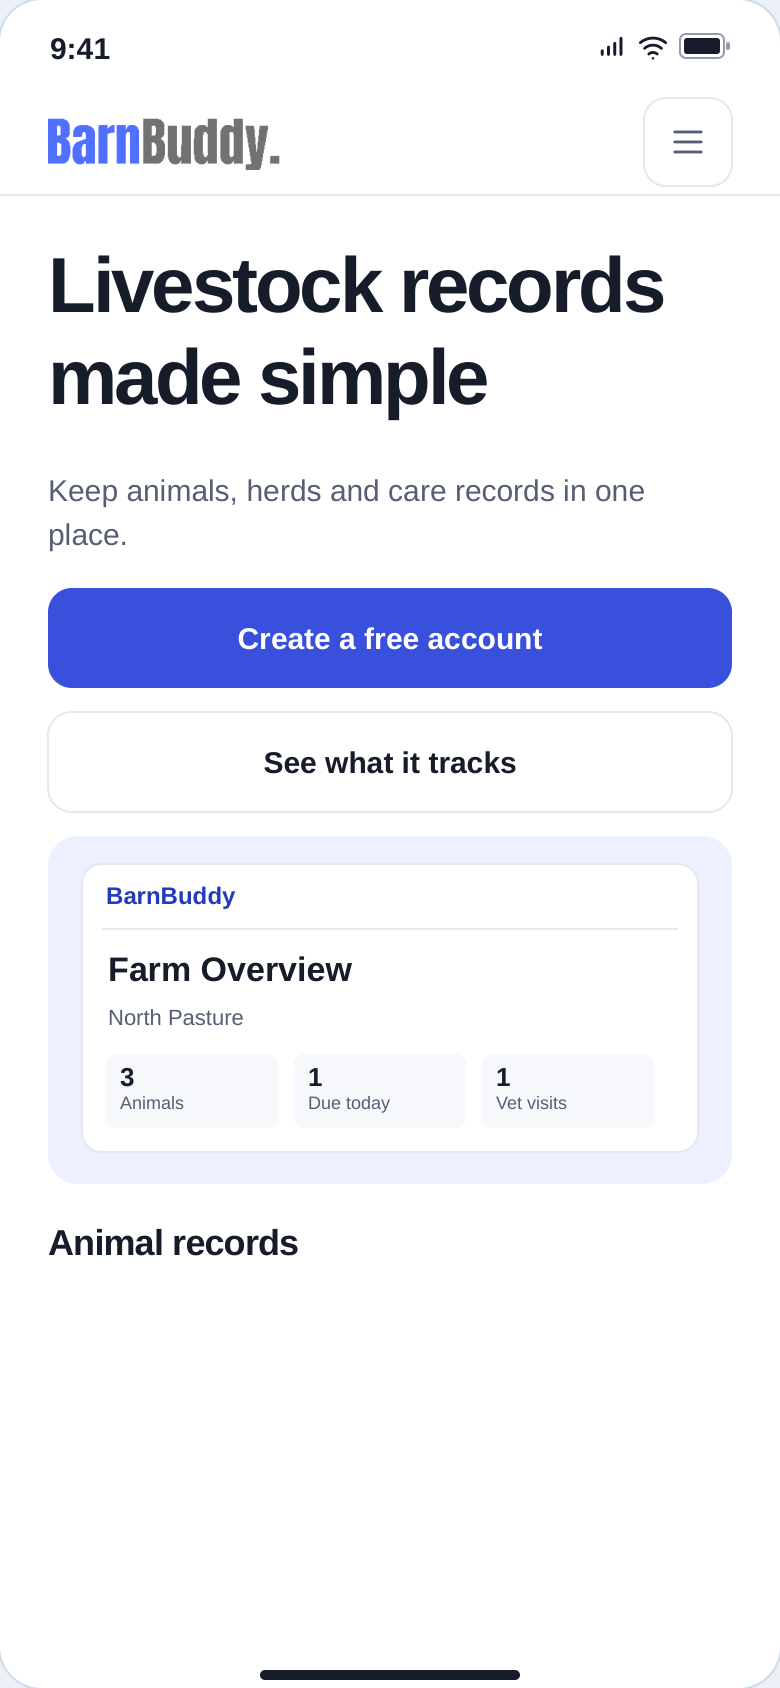 9:41
BarnBuddy.
Livestock records
made simple
Keep animals, herds and care records in one
place.
Create a free account
See what it tracks
BarnBuddy
Farm Overview
North Pasture
3
Animals
1
Due today
1
Vet visits
Animal records